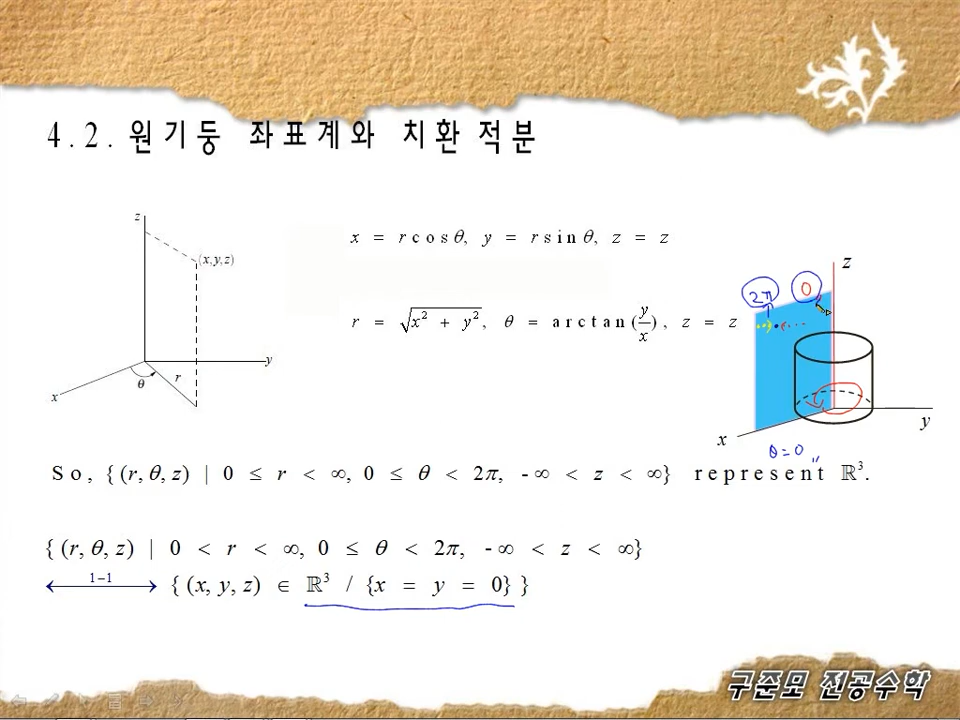 4.2. 원기둥 좌표계와 치환적분
z
(x,y,z)
y
θ
r
x
x = r cos θ, y = r sin θ, z = z
r = √(x² + y²), θ = arctan(y/x), z = z
2π
0
z
y
x
θ=0
So, {(r, θ, z) | 0 ≤ r < ∞, 0 ≤ θ < 2π, -∞ < z < ∞} represent ℝ³.
{(r, θ, z) | 0 < r < ∞, 0 ≤ θ < 2π, -∞ < z < ∞}
1-1
{(x, y, z) ∈ ℝ³ / {x = y = 0}}
구준모 전공수학